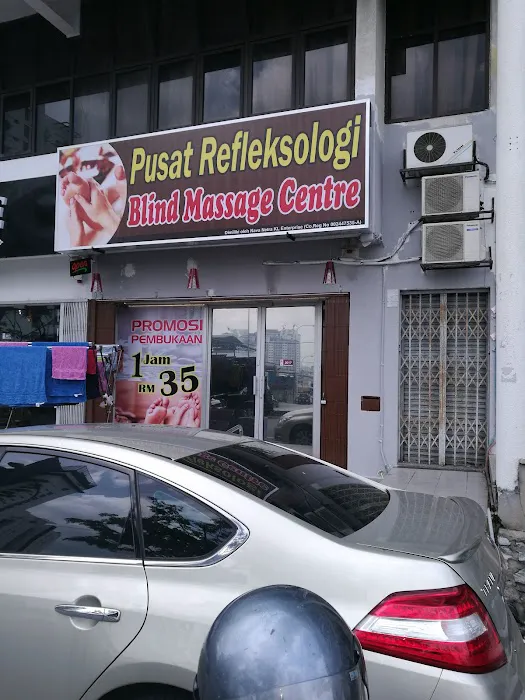 Pusat Refleksologi
Blind Massage Centre
PROMOSI
PEMBUKAAN
1 Jam
RM 35